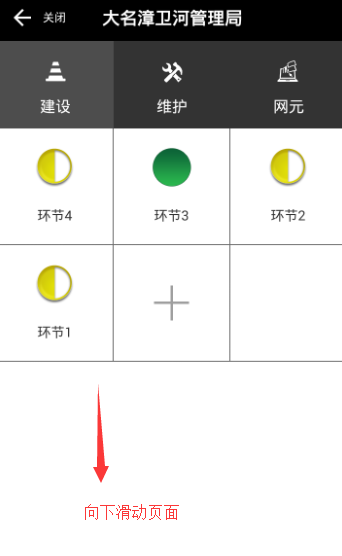 关闭 大名漳卫河管理局
建设 维护 网元
环节4 环节3 环节2
环节1
向下滑动页面